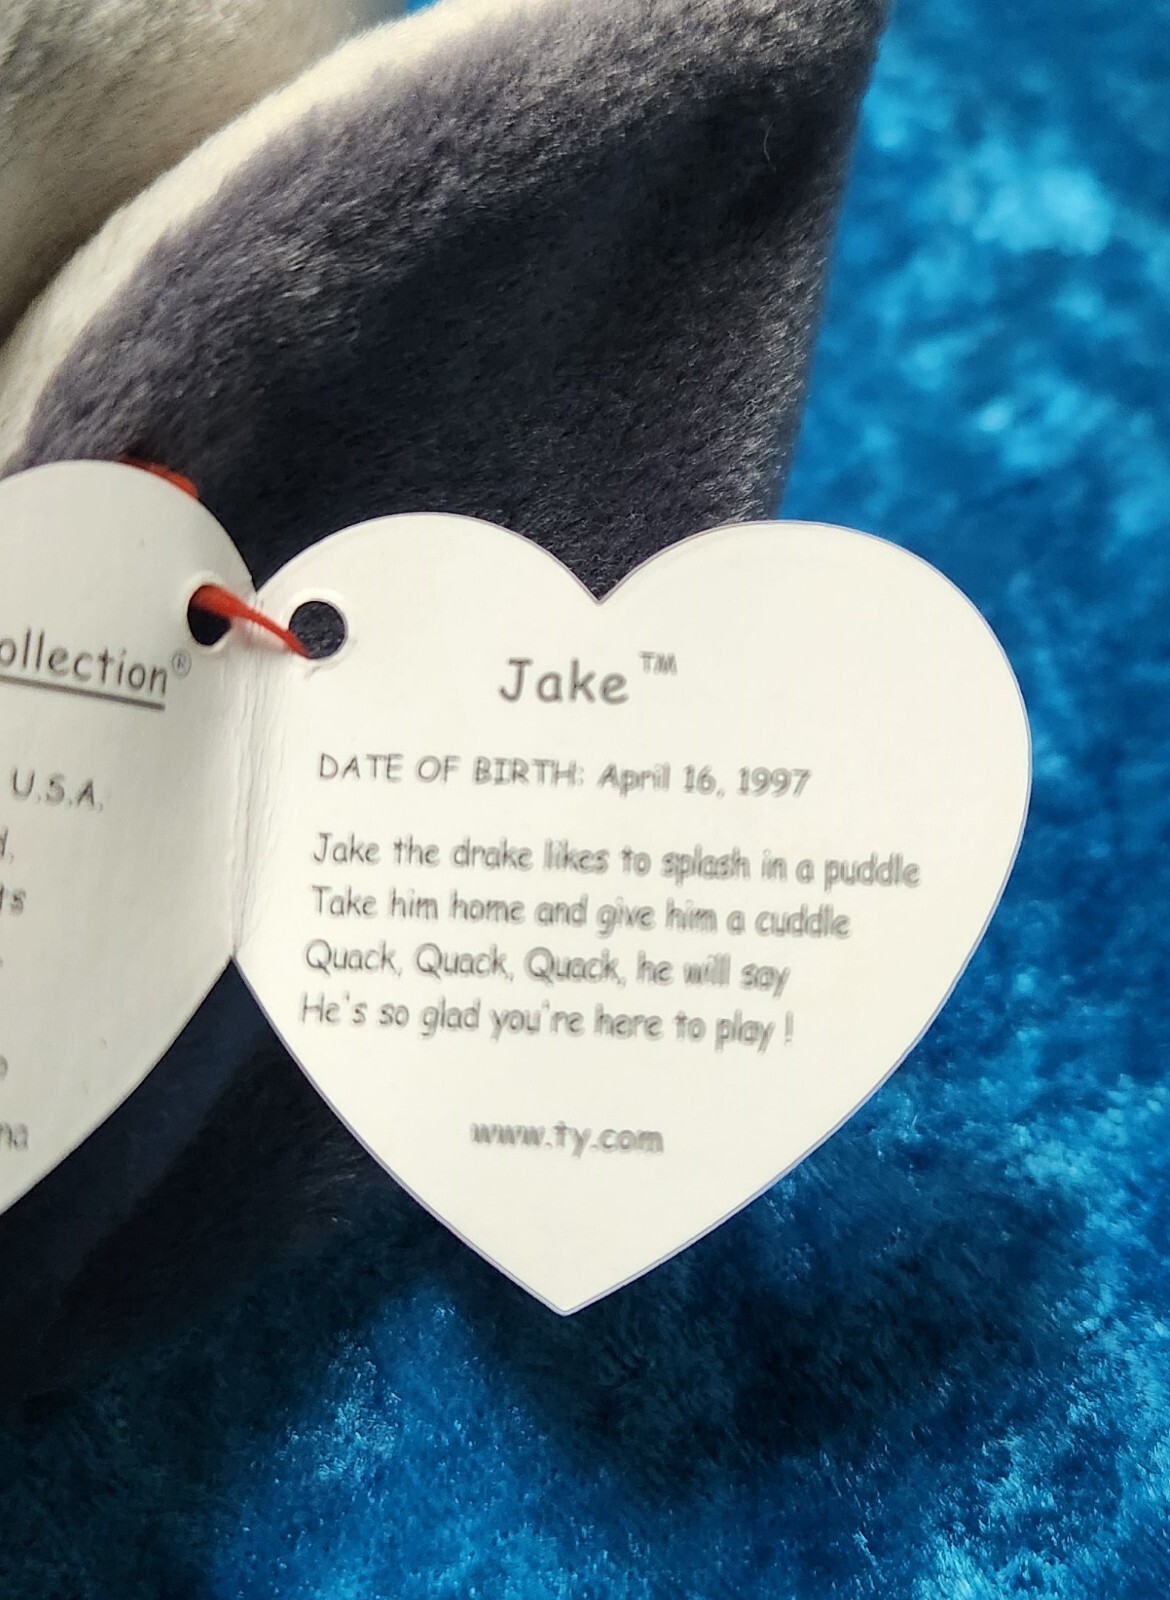 ollection®
U.S.A.
Jake™
DATE OF BIRTH: April 16, 1997
Jake the drake likes to splash in a puddle
Take him home and give him a cuddle
Quack, Quack, Quack, he will say
He's so glad you're here to play !
www.ty.com